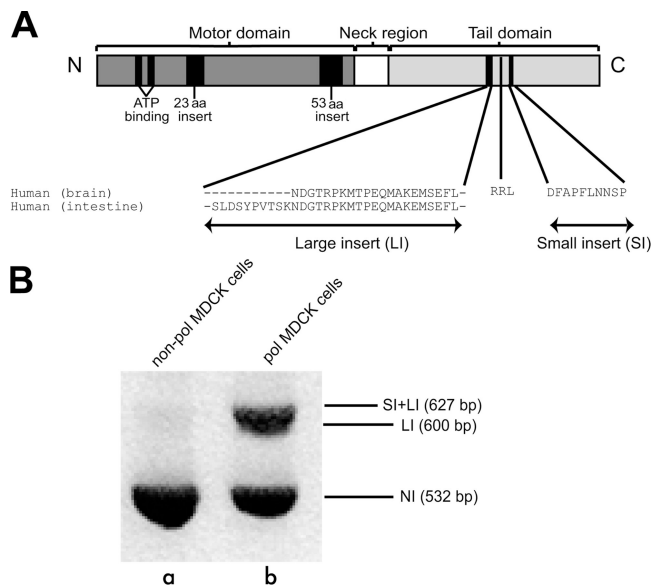 A
Motor domain Neck region Tail domain
N C
ATP binding
23 aa insert
53 aa insert
Human (brain) -----------NDGTRPKMTPEQMAKEMSEFL- RRL DFAPFLNNSP
Human (intestine) -SLDSYPVTSKNDGTRPKMTPEQMAKEMSEFL-
Large insert (LI) Small insert (SI)
B
non-pol MDCK cells
pol MDCK cells
SI+LI (627 bp)
LI (600 bp)
NI (532 bp)
a b